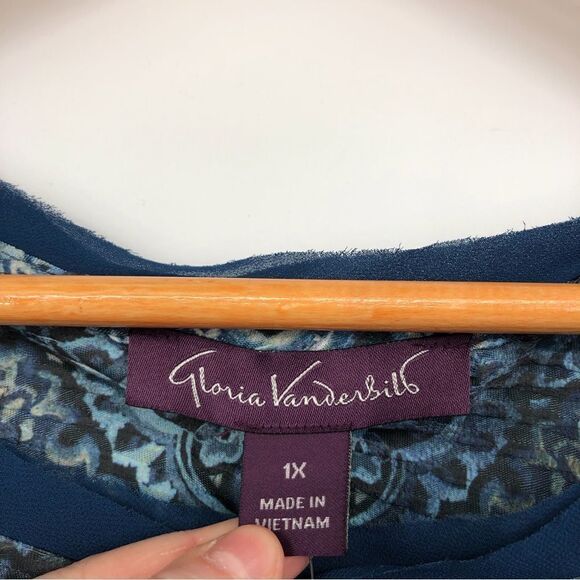 Gloria Vanderbilt
1X
MADE IN
VIETNAM